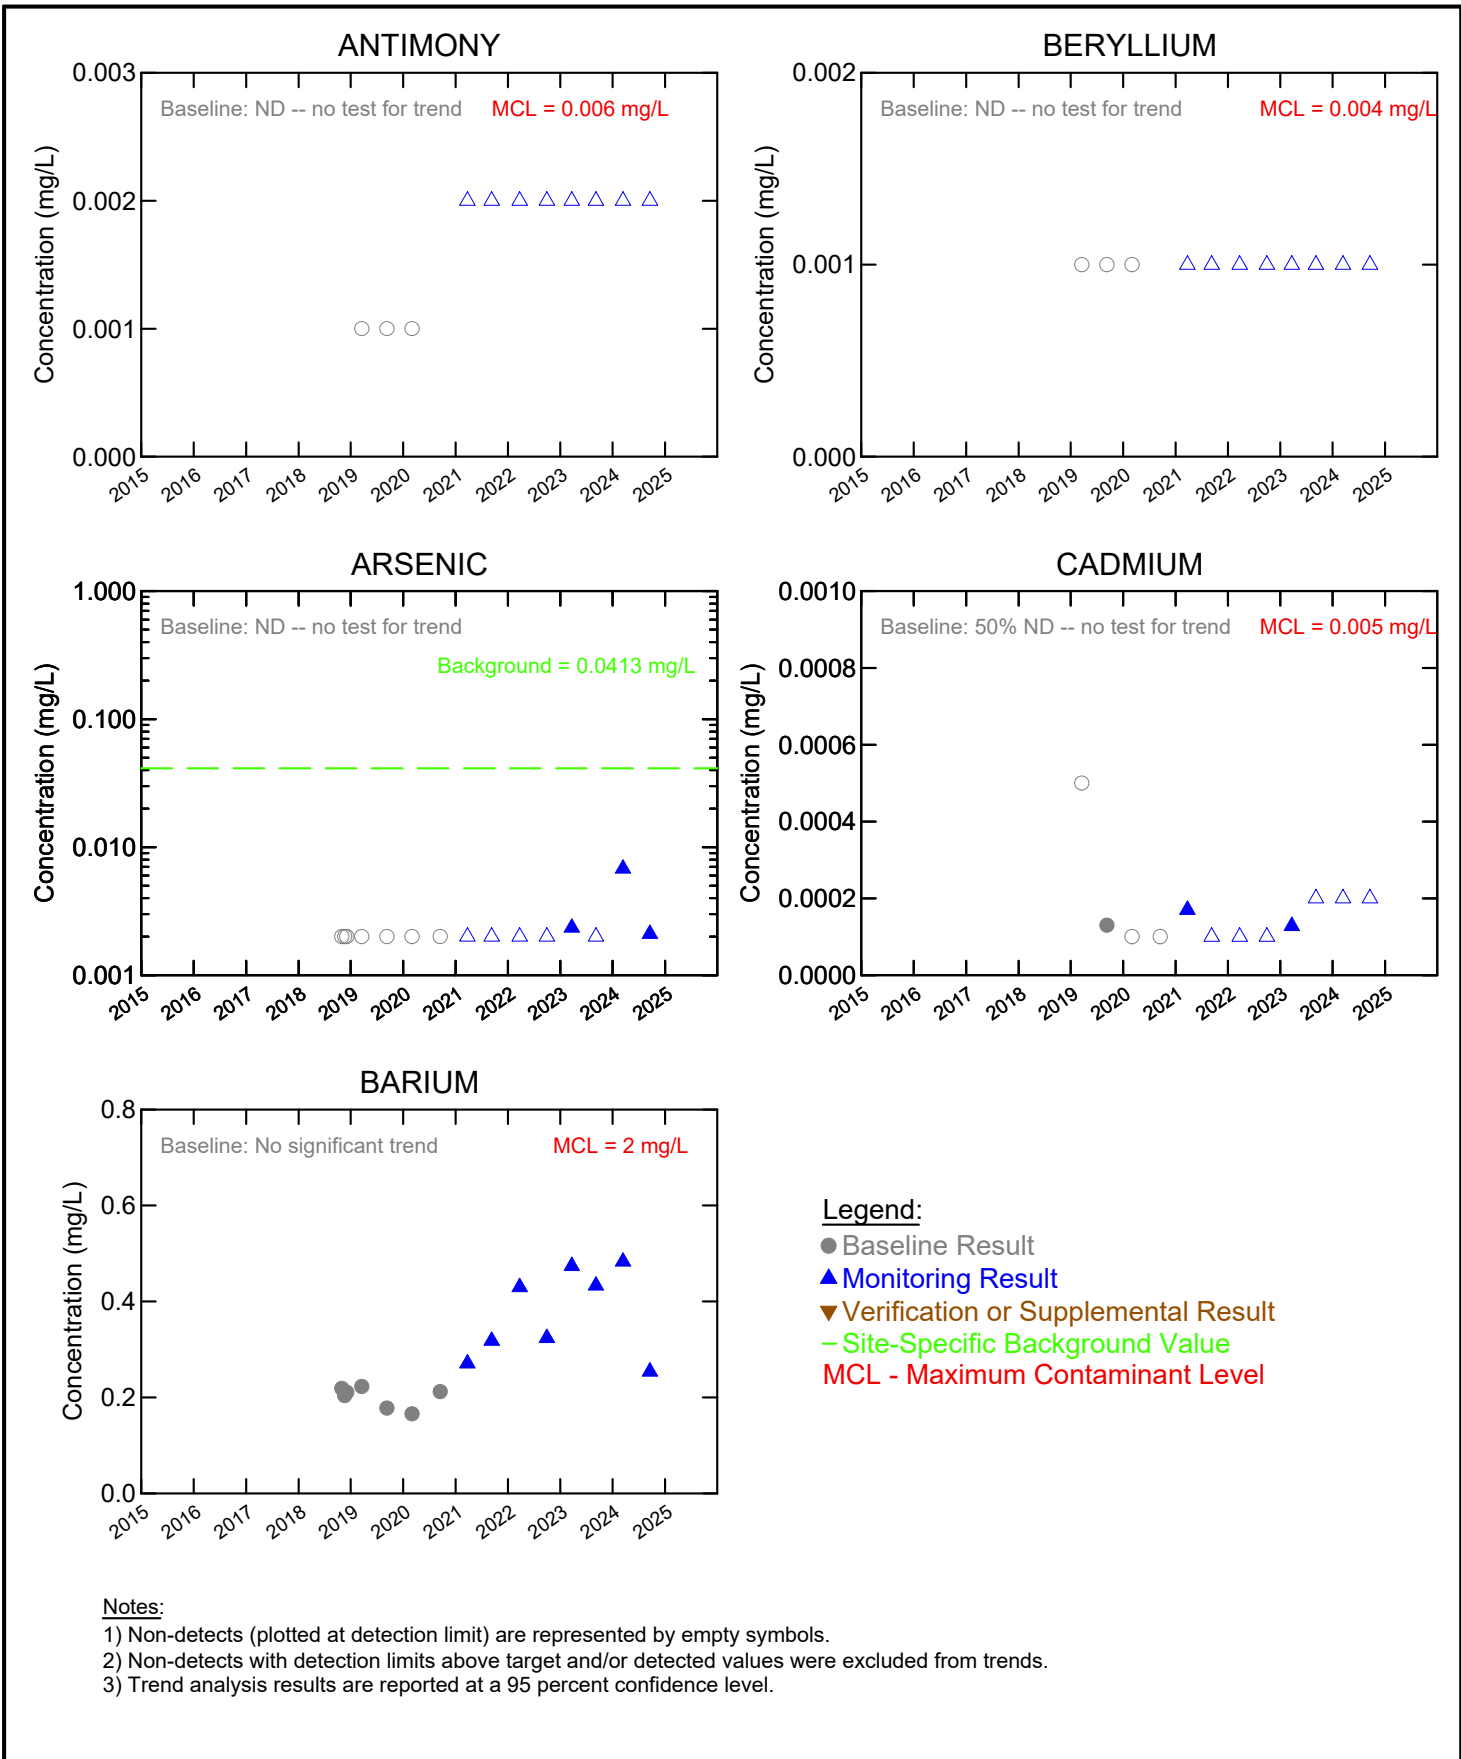 ANTIMONY
Concentration (mg/L)
0.003
0.002
0.001
0.000
Baseline: ND -- no test for trend MCL = 0.006 mg/L
2015 2016 2017 2018 2019 2020 2021 2022 2023 2024 2025
BERYLLIUM
Concentration (mg/L)
0.002
0.001
0.000
Baseline: ND -- no test for trend MCL = 0.004 mg/L
2015 2016 2017 2018 2019 2020 2021 2022 2023 2024 2025
ARSENIC
Concentration (mg/L)
1.000
0.100
0.010
0.001
Baseline: ND -- no test for trend
Background = 0.0413 mg/L
2015 2016 2017 2018 2019 2020 2021 2022 2023 2024 2025
CADMIUM
Concentration (mg/L)
0.0010
0.0008
0.0006
0.0004
0.0002
0.0000
Baseline: 50% ND -- no test for trend MCL = 0.005 mg/L
2015 2016 2017 2018 2019 2020 2021 2022 2023 2024 2025
BARIUM
Concentration (mg/L)
0.8
0.6
0.4
0.2
0.0
Baseline: No significant trend MCL = 2 mg/L
2015 2016 2017 2018 2019 2020 2021 2022 2023 2024 2025
Legend:
Baseline Result
Monitoring Result
Verification or Supplemental Result
Site-Specific Background Value
MCL - Maximum Contaminant Level
Notes:
1) Non-detects (plotted at detection limit) are represented by empty symbols.
2) Non-detects with detection limits above target and/or detected values were excluded from trends.
3) Trend analysis results are reported at a 95 percent confidence level.